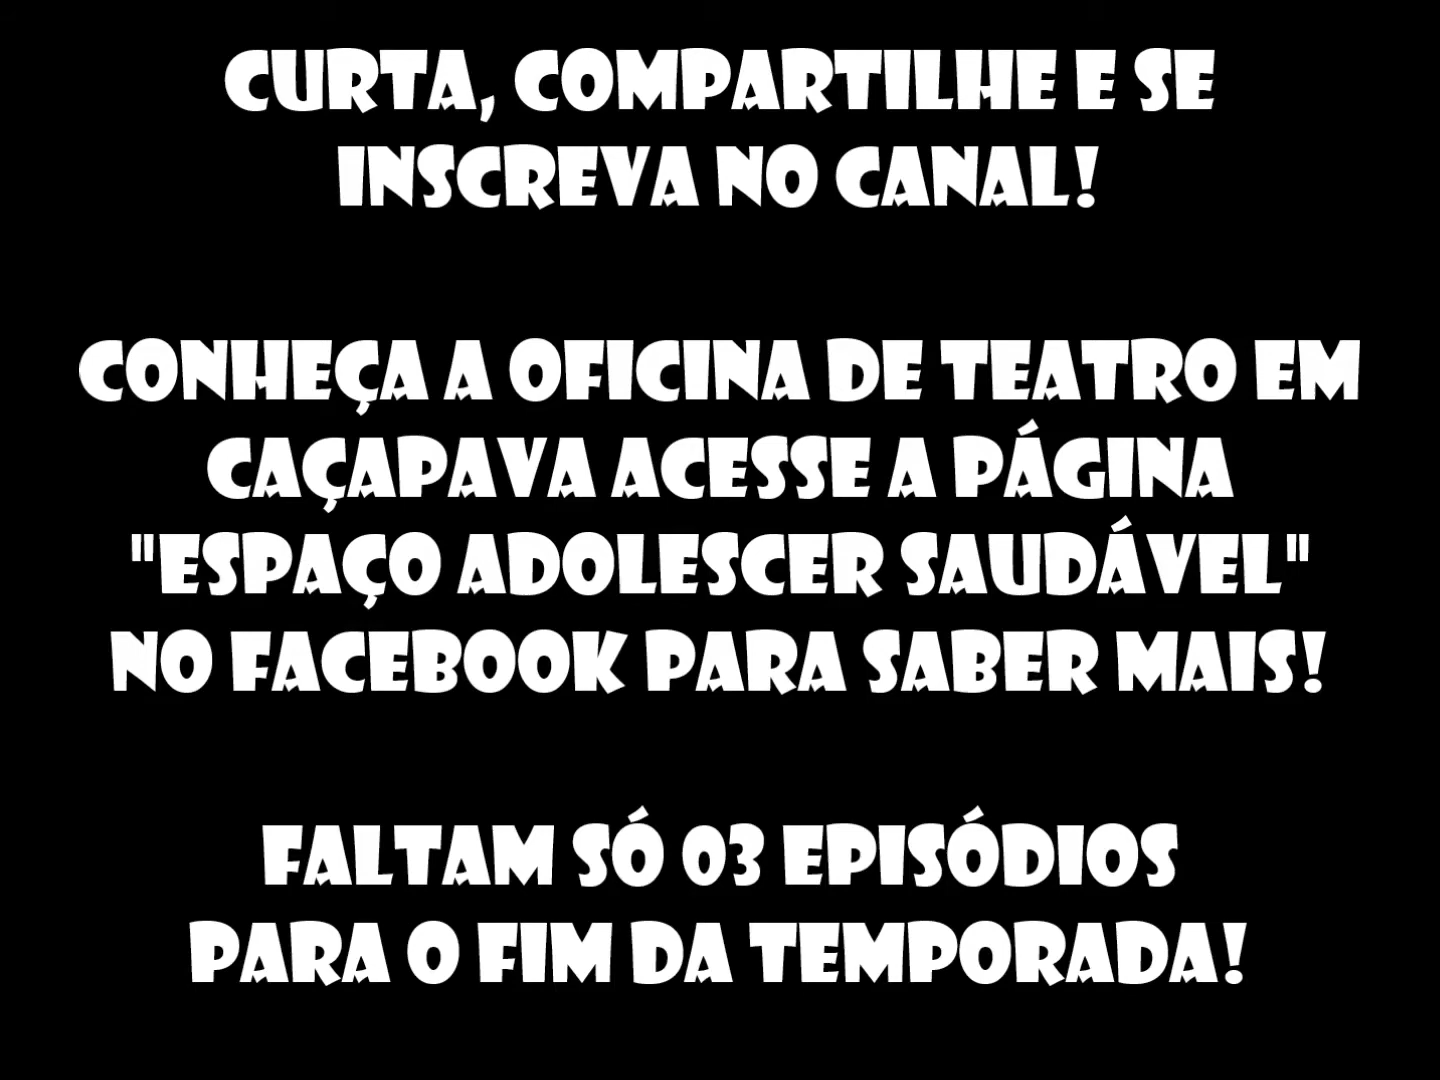 CURTA, COMPARTILHE E SE
INSCREVA NO CANAL!
CONHEÇA A OFICINA DE TEATRO EM
CAÇAPAVA ACESSE A PÁGINA
"ESPAÇO ADOLESCER SAUDÁVEL"
NO FACEBOOK PARA SABER MAIS!
FALTAM SÓ 03 EPISÓDIOS
PARA O FIM DA TEMPORADA!